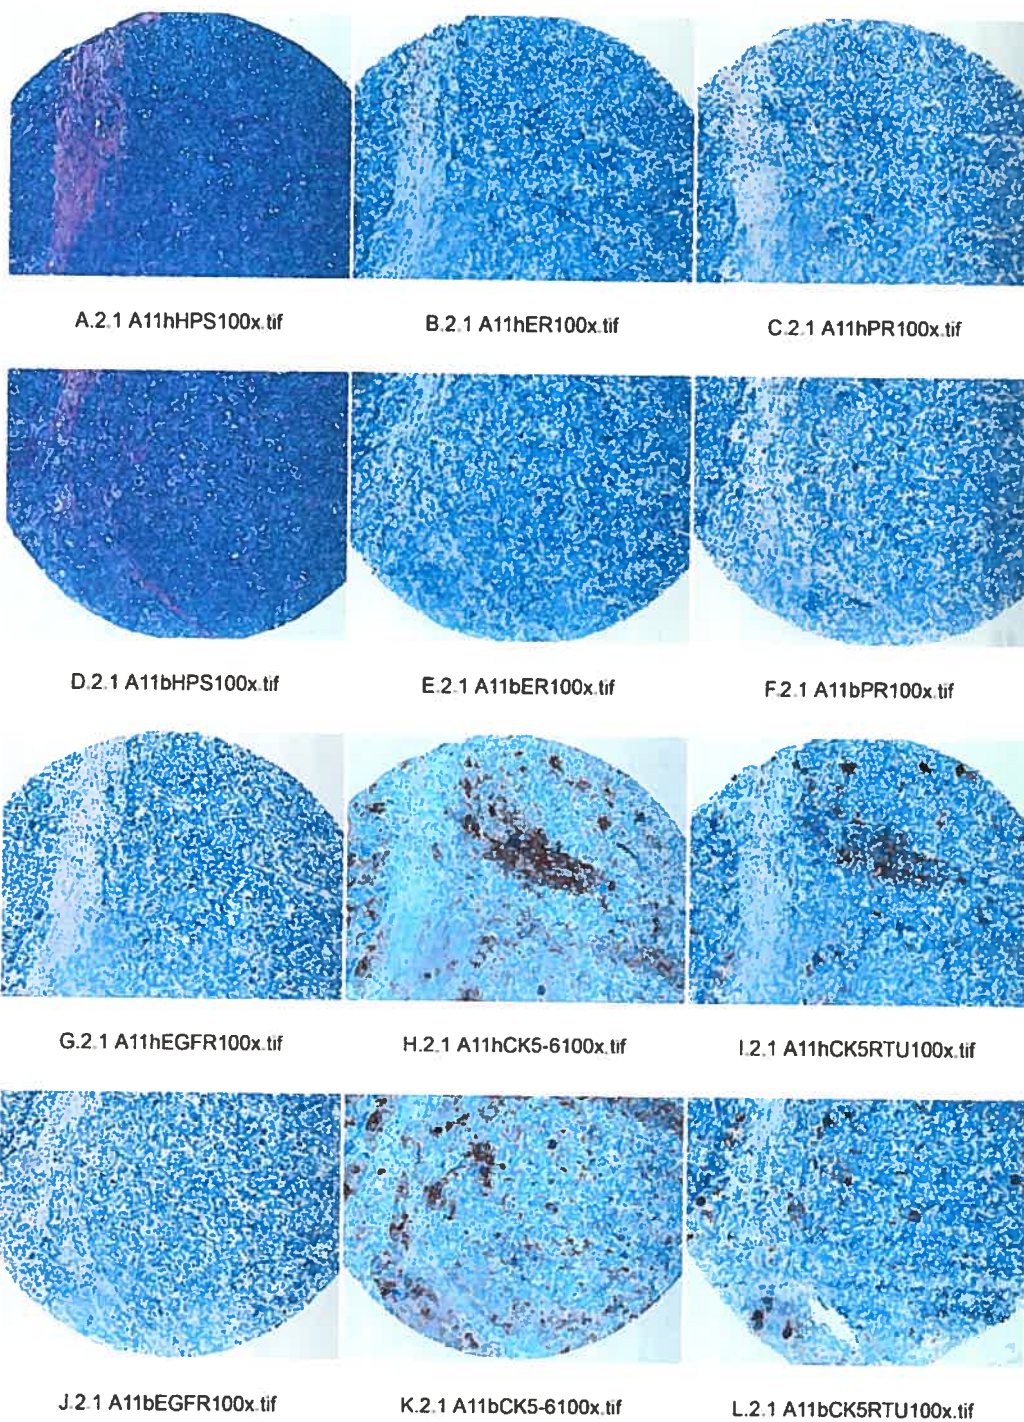 A.2.1 A11hHPS100x.tif
B.2.1 A11hER100x.tif
C.2.1 A11hPR100x.tif
D.2.1 A11bHPS100x.tif
E.2.1 A11bER100x.tif
F.2.1 A11bPR100x.tif
G.2.1 A11hEGFR100x.tif
H.2.1 A11hCK5-6100x.tif
I.2.1 A11hCK5RTU100x.tif
J.2.1 A11bEGFR100x.tif
K.2.1 A11bCK5-6100x.tif
L.2.1 A11bCK5RTU100x.tif